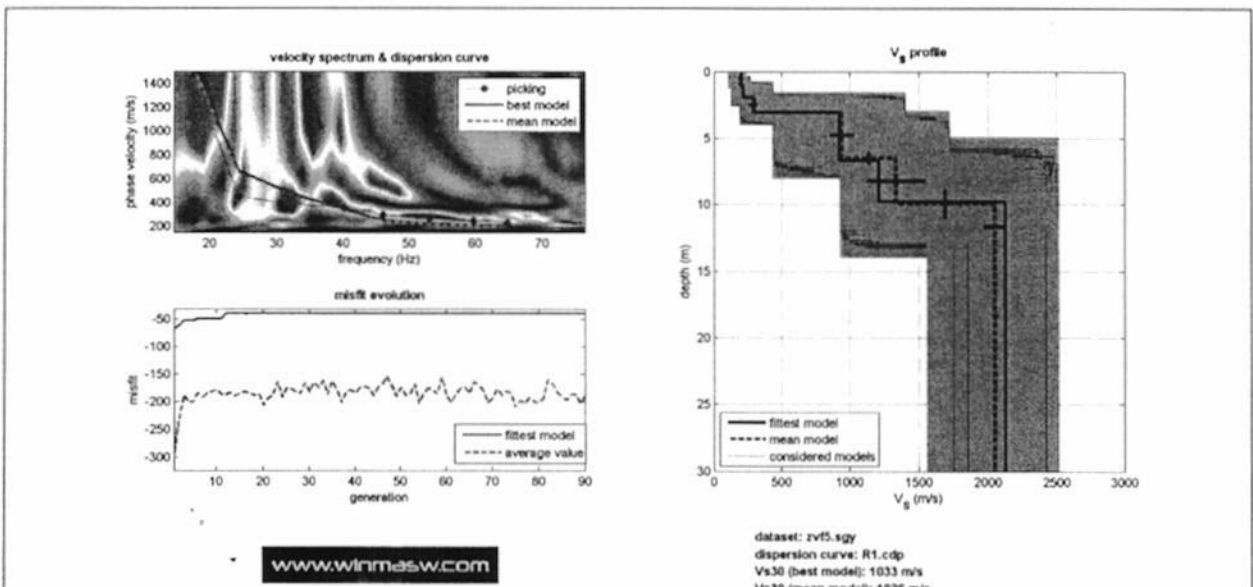 velocity spectrum & dispersion curve
1400
1200
1000
800
600
400
200
phase velocity (m/s)
picking
best model
mean model
20
30
40
50
60
70
frequency (Hz)
misfit evolution
-50
-100
-150
-200
-250
-300
misfit
fittest model
average value
10
20
30
40
50
60
70
80
90
generation
www.winmasw.com
VS profile
0
5
10
15
20
25
30
depth (m)
fittest model
mean model
considered models
0
500
1000
1500
2000
2500
3000
VS (m/s)
dataset: zvf5.sgy
dispersion curve: R1.cdp
Vs30 (best model): 1033 m/s